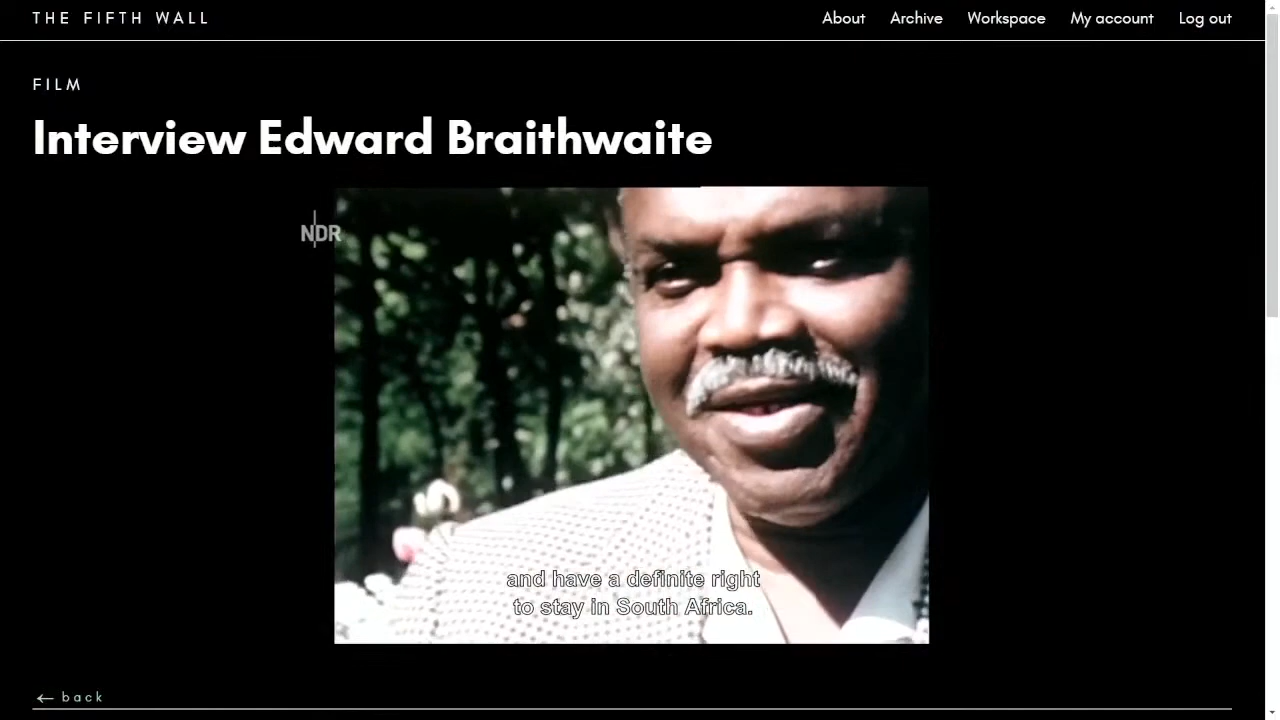 THE FIFTH WALL
About Archive Workspace My account Log out
FILM
Interview Edward Braithwaite
NDR
and have a definite right
to stay in South Africa.
← back